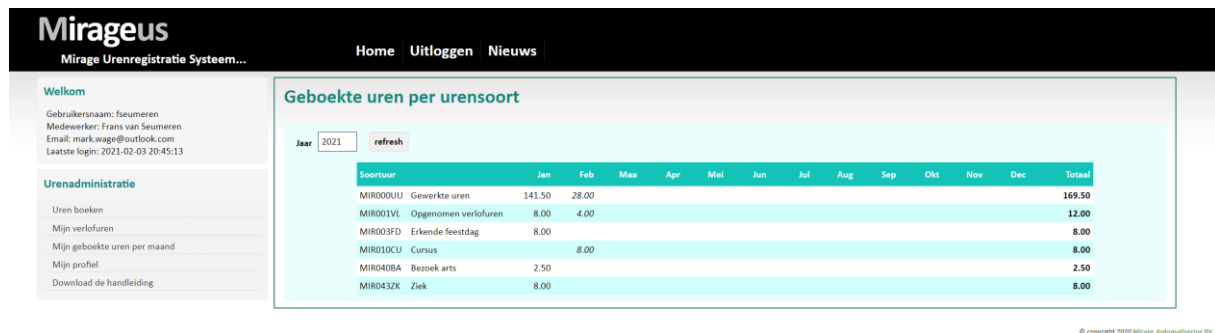 Mirageus
Mirage Urenregistratie Systeem...
Home Uitloggen Nieuws
Welkom
Gebruikersnaam: fseumeren
Medewerker: Frans van Seumeren
Email: mark.wage@outlook.com
Laatste login: 2021-02-03 20:45:13
Urenadministratie
Uren boeken
Mijn verlofuren
Mijn geboekte uren per maand
Mijn profiel
Download de handleiding
Geboekte uren per urensoort
Jaar 2021 refresh
Soortuur Jan Feb Maa Apr Mei Jun Jul Aug Sep Okt Nov Dec Totaal
MIR000UU Gewerkte uren 141.50 28.00 169.50
MIR001VL Opgenomen verlofuren 8.00 4.00 12.00
MIR003FD Erkende feestdag 8.00 8.00
MIR010CU Cursus 8.00 8.00
MIR040BA Bezoek arts 2.50 2.50
MIR043ZK Ziek 8.00 8.00
© copyright 2020 Mirage Automathering BV